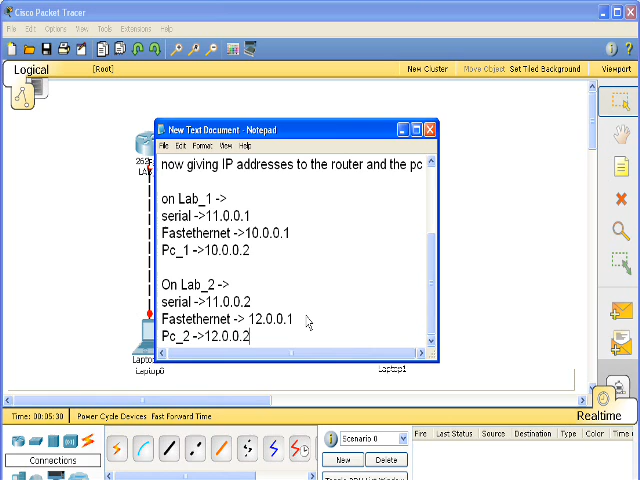 Cisco Packet Tracer
File Edit Options View Tools Extensions Help
Logical
[Root]
New Cluster
Move Object
Set Tiled Background
Viewport
New Text Document - Notepad
File Edit Format View Help
now giving IP addresses to the router and the pc
on Lab_1 ->
serial ->11.0.0.1
Fastethernet ->10.0.0.1
Pc_1 ->10.0.0.2
On Lab_2 ->
serial ->11.0.0.2
Fastethernet -> 12.0.0.1
Pc_2 ->12.0.0.2
Laptop0
Laptop1
Time: 00:05:30
Power Cycle Devices
Fast Forward Time
Realtime
Connections
Scenario 0
New
Delete
Fire
Last Status
Source
Destination
Type
Color
Time